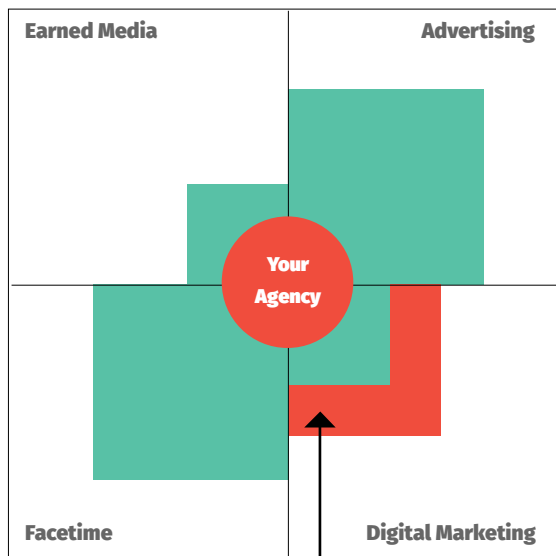 Earned Media
Advertising
Your
Agency
Facetime
Digital Marketing